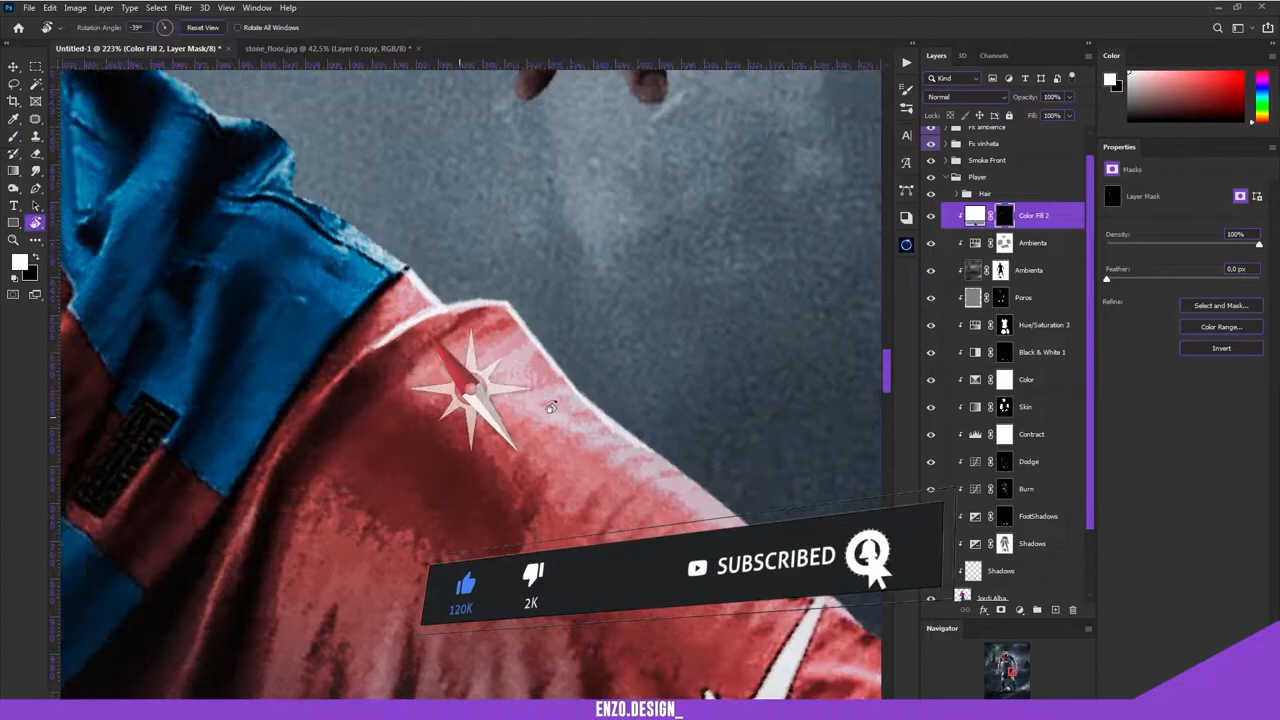 File Edit Image Layer Type Select Filter 3D View Window Help
Rotation Angle: -39° Reset View Rotate All Windows
Untitled-1 @ 223% (Color Fill 2, Layer Mask/8) * × stone_floor.jpg @ 42,5% (Layer 0 copy, RGB/8) * ×
Layers 3D Channels
Kind
Normal Opacity: 100%
Lock: Fill: 100%
Fx ambience
Fx vinheta
Smoke Front
Player
Hair
Color Fill 2
Ambienta
Ambienta
Poros
Hue/Saturation 3
Black & White 1
Color
Skin
Contract
Dodge
Burn
FootShadows
Shadows
Shadows
Jordi Alba
Navigator
Color
Properties
Masks
Layer Mask
Density: 100%
Feather: 0,0 px
Refine: Select and Mask...
Color Range...
Invert
120K
2K
SUBSCRIBED
ENZO.DESIGN_